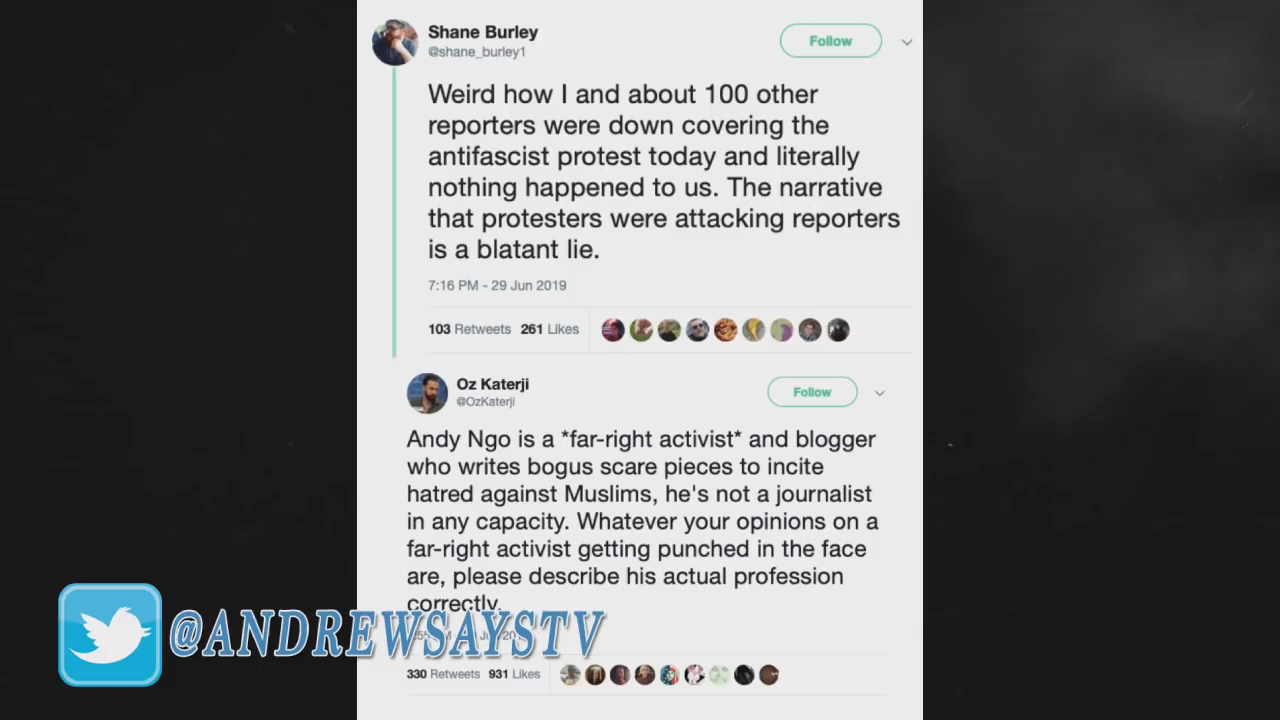 Shane Burley
@shane_burley1
Follow
Weird how I and about 100 other
reporters were down covering the
antifascist protest today and literally
nothing happened to us. The narrative
that protesters were attacking reporters
is a blatant lie.
7:16 PM - 29 Jun 2019
103 Retweets 261 Likes
Oz Katerji
@OzKaterji
Follow
Andy Ngo is a *far-right activist* and blogger
who writes bogus scare pieces to incite
hatred against Muslims, he's not a journalist
in any capacity. Whatever your opinions on a
far-right activist getting punched in the face
are, please describe his actual profession
correctly.
@ANDREWSAYSTV
330 Retweets 931 Likes